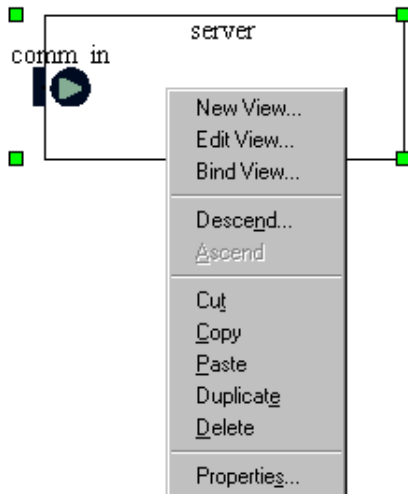 server
comm_in
New View...
Edit View...
Bind View...
Descend...
Ascend
Cut
Copy
Paste
Duplicate
Delete
Properties...